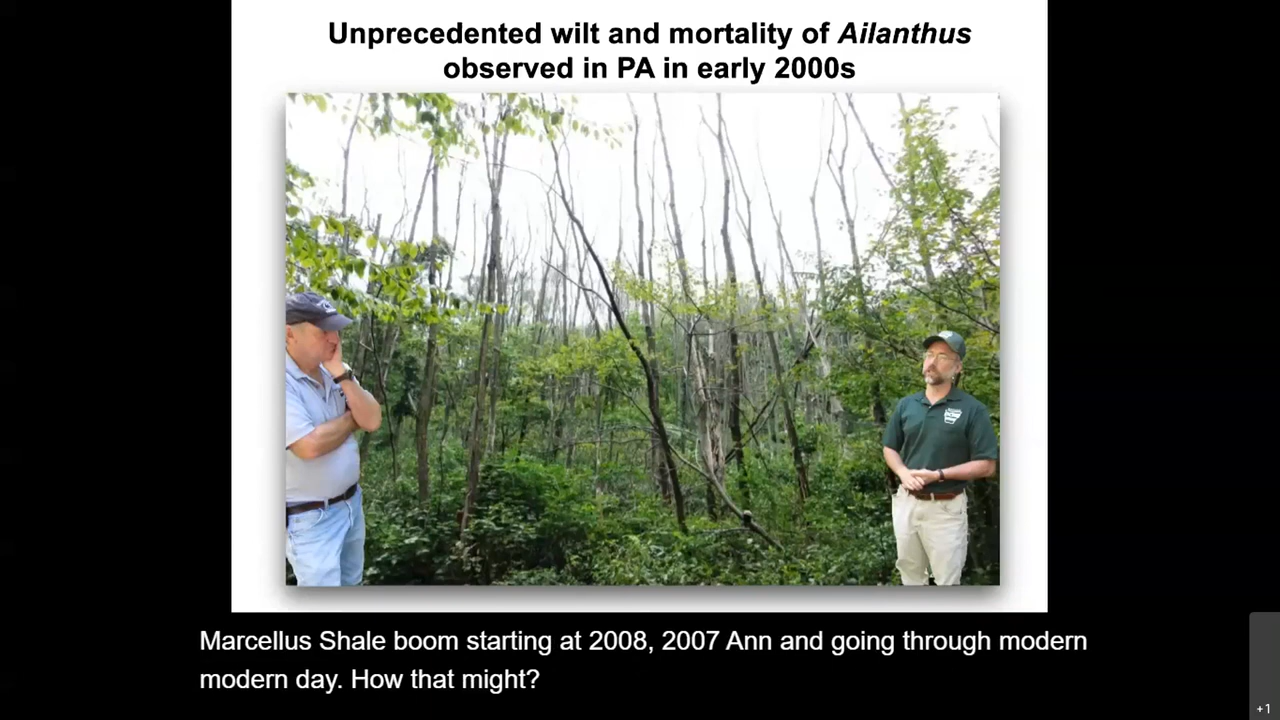 Unprecedented wilt and mortality of Ailanthus
observed in PA in early 2000s
Marcellus Shale boom starting at 2008, 2007 Ann and going through modern
modern day. How that might?
+1